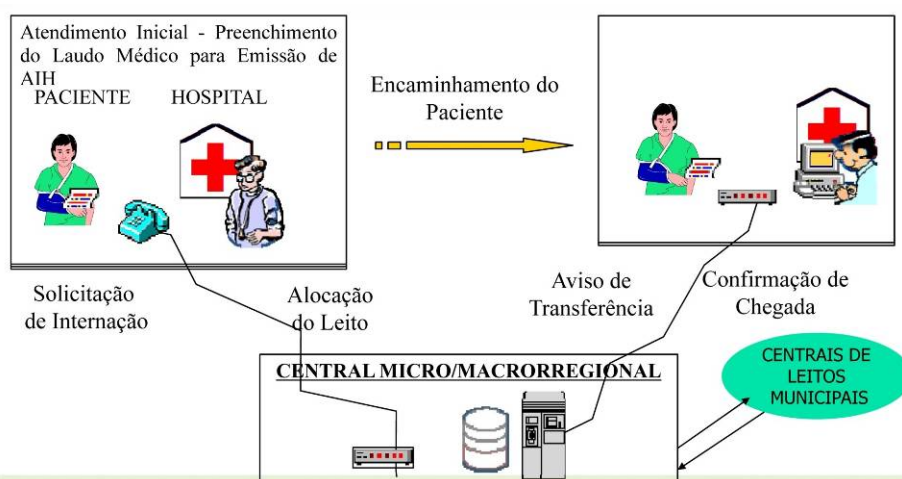 Atendimento Inicial - Preenchimento
do Laudo Médico para Emissão de
AIH
PACIENTE HOSPITAL
Encaminhamento do
Paciente
Solicitação
de Internação
Alocação
do Leito
Aviso de
Transferência
Confirmação de
Chegada
CENTRAL MICRO/MACRORREGIONAL
CENTRAIS DE
LEITOS
MUNICIPAIS